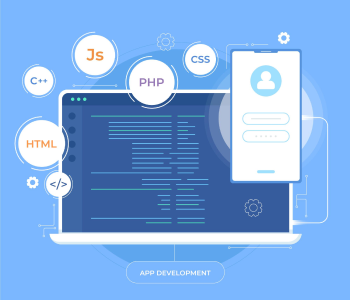 Js
CSS
C++
PHP
HTML
</>
APP DEVELOPMENT